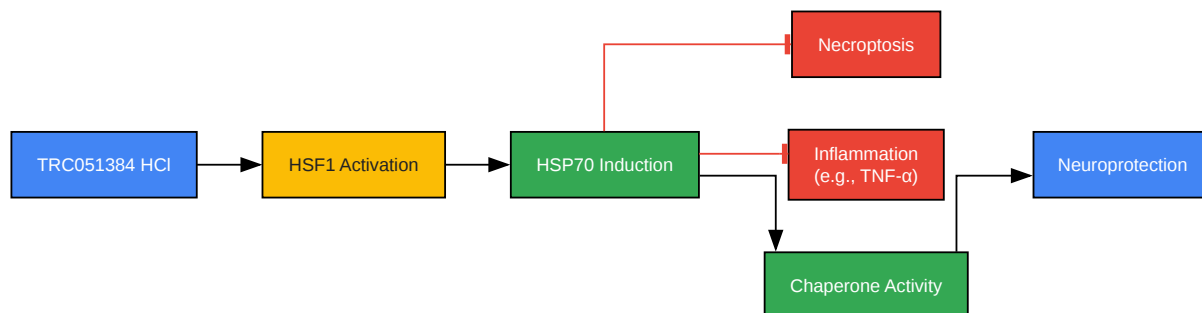 Necroptosis
TRC051384 HCl
HSF1 Activation
HSP70 Induction
Inflammation
(e.g., TNF-α)
Neuroprotection
Chaperone Activity